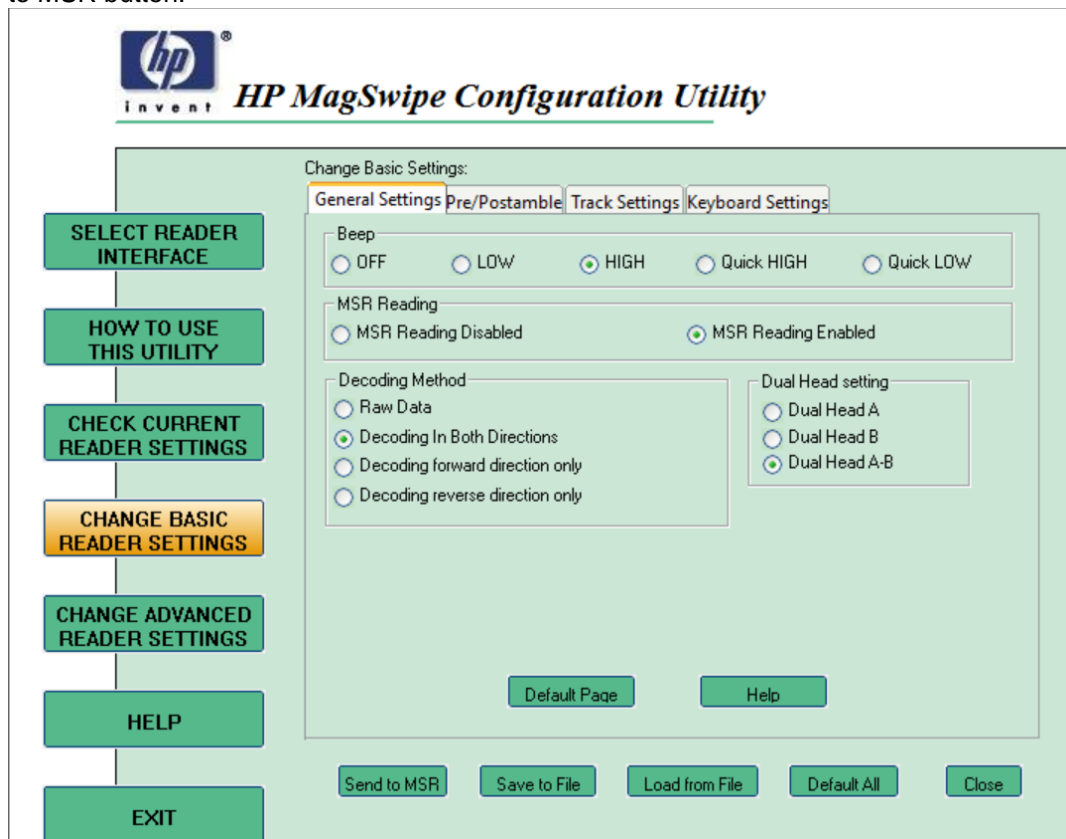 to MSR button.
hp
®
invent
HP MagSwipe Configuration Utility
SELECT READER
INTERFACE
HOW TO USE
THIS UTILITY
CHECK CURRENT
READER SETTINGS
CHANGE BASIC
READER SETTINGS
CHANGE ADVANCED
READER SETTINGS
HELP
EXIT
Change Basic Settings:
General Settings Pre/Postamble Track Settings Keyboard Settings
Beep
OFF LOW HIGH Quick HIGH Quick LOW
MSR Reading
MSR Reading Disabled MSR Reading Enabled
Decoding Method
Raw Data
Decoding In Both Directions
Decoding forward direction only
Decoding reverse direction only
Dual Head setting
Dual Head A
Dual Head B
Dual Head A-B
Default Page Help
Send to MSR Save to File Load from File Default All Close